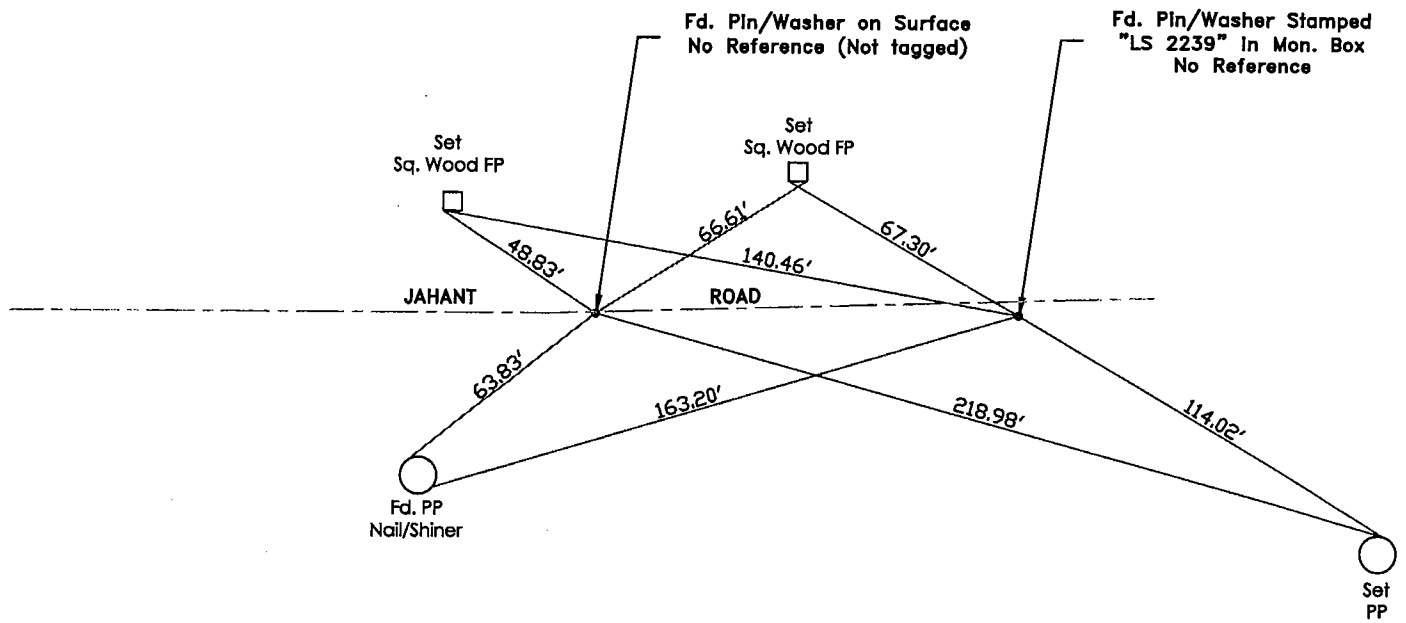 Fd. Pin/Washer on Surface
No Reference (Not tagged)
Fd. Pin/Washer Stamped
"LS 2239" in Mon. Box
No Reference
Set
Sq. Wood FP
Set
Sq. Wood FP
66.61'
67.30'
48.83'
140.46'
JAHANT
ROAD
63.83'
163.20'
218.98'
114.02'
Fd. PP
Nail/Shiner
Set
PP